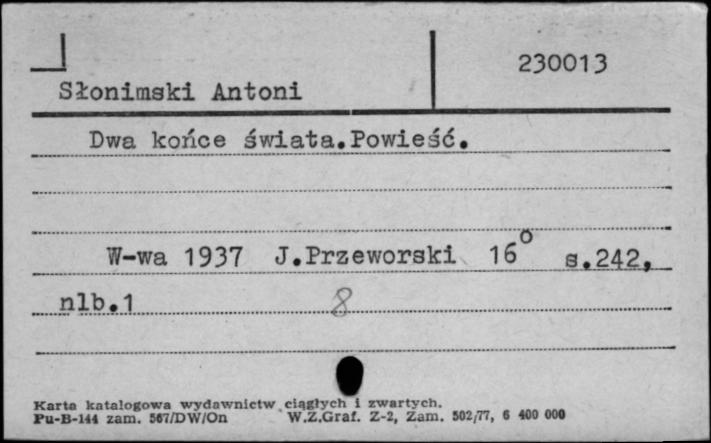 230013
Słonimski Antoni
Dwa końce świata.Powieść.
W-wa 1937 J.Przeworski 16° s.242,
nlb.1 8
Karta katalogowa wydawnictw ciągłych i zwartych.
Pu-B-144 zam. 567/DW/On W.Z.Graf. Z-2, Zam. 502/77, 6 400 000